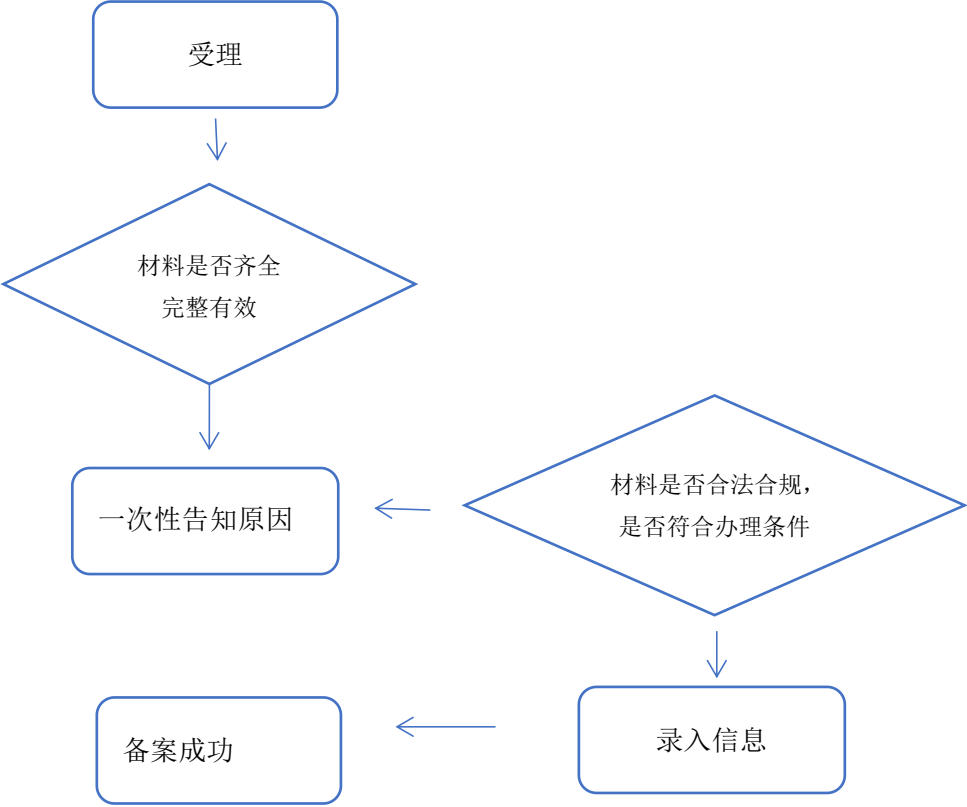 受理
材料是否齐全
完整有效
一次性告知原因
材料是否合法合规，
是否符合办理条件
录入信息
备案成功